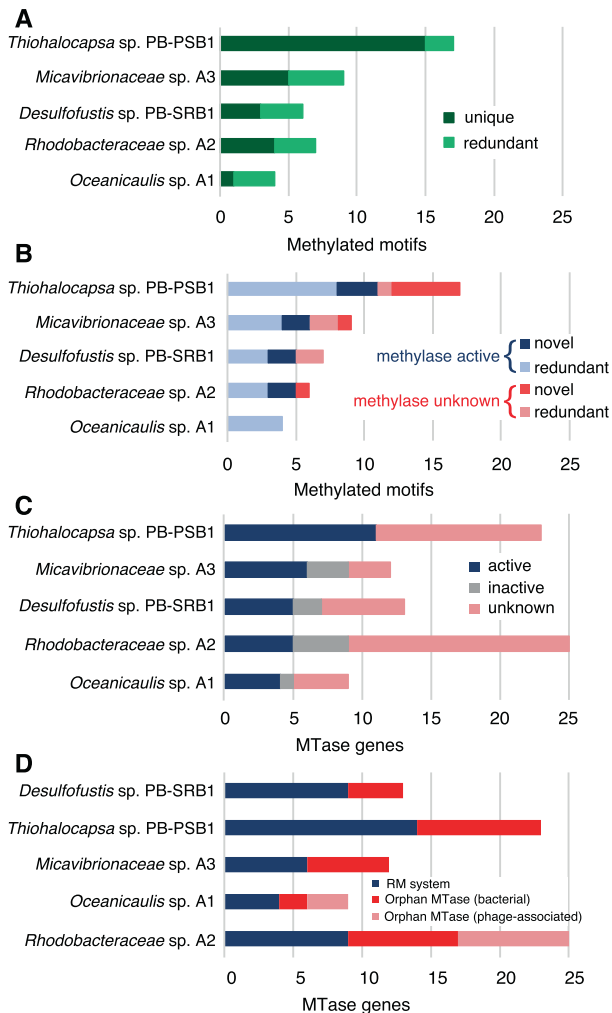 A
Thiohalocapsa sp. PB-PSB1
Micavibrionaceae sp. A3
Desulfofustis sp. PB-SRB1
Rhodobacteraceae sp. A2
Oceanicaulis sp. A1
unique
redundant
0 5 10 15 20 25
Methylated motifs
B
Thiohalocapsa sp. PB-PSB1
Micavibrionaceae sp. A3
Desulfofustis sp. PB-SRB1
Rhodobacteraceae sp. A2
Oceanicaulis sp. A1
methylase active
novel
redundant
methylase unknown
novel
redundant
0 5 10 15 20 25
Methylated motifs
C
Thiohalocapsa sp. PB-PSB1
Micavibrionaceae sp. A3
Desulfofustis sp. PB-SRB1
Rhodobacteraceae sp. A2
Oceanicaulis sp. A1
active
inactive
unknown
0 5 10 15 20 25
MTase genes
D
Desulfofustis sp. PB-SRB1
Thiohalocapsa sp. PB-PSB1
Micavibrionaceae sp. A3
Oceanicaulis sp. A1
Rhodobacteraceae sp. A2
RM system
Orphan MTase (bacterial)
Orphan MTase (phage-associated)
0 5 10 15 20 25
MTase genes